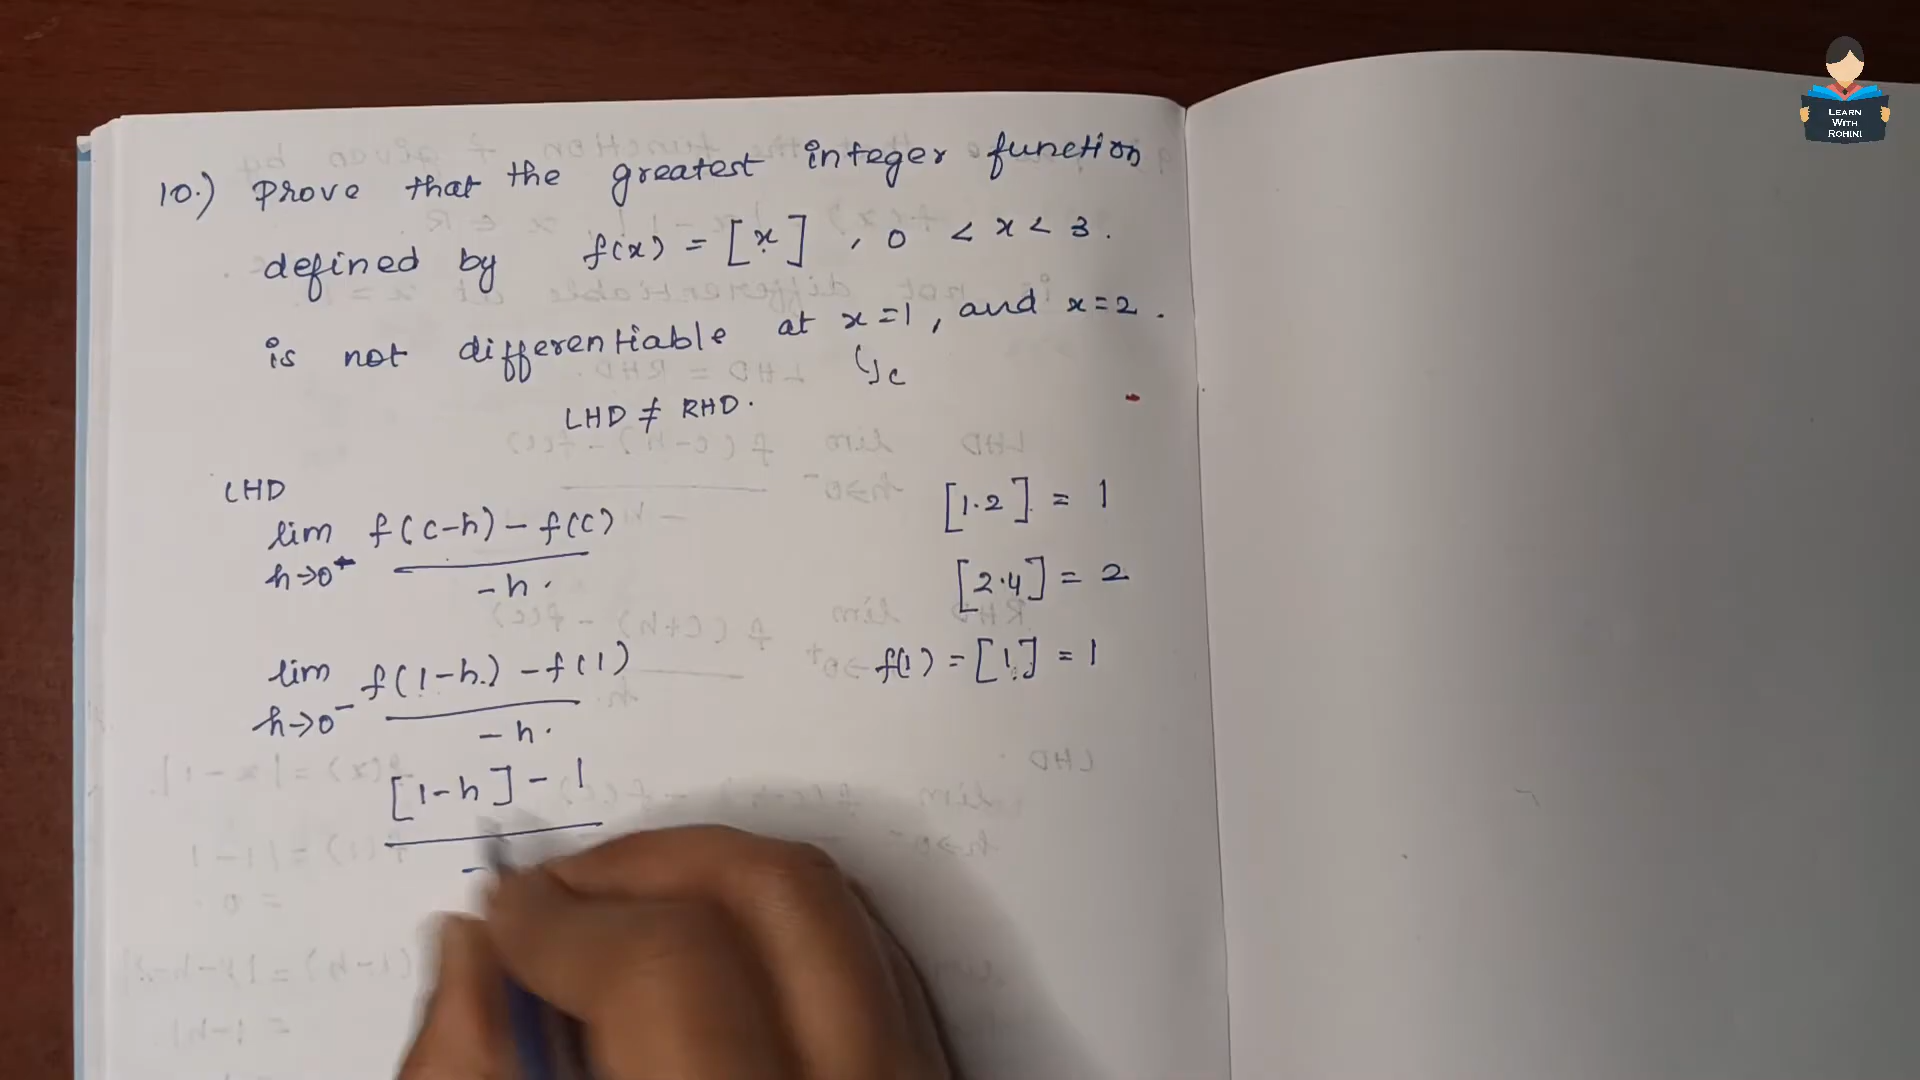 10.) Prove that the greatest integer function
defined by f(x) = [x] , 0 < x < 3.
is not differentiable at x=1, and x=2.
c
LHD ≠ RHD.
LHD
lim f(c-h) - f(c)
h→0
-h.
lim f(1-h) - f(1)
h→0⁻
-h.
[1-h] - 1
-
[1.2] = 1
[2.4] = 2
f(1) = [1] = 1
LEARN
WITH
ROHINI